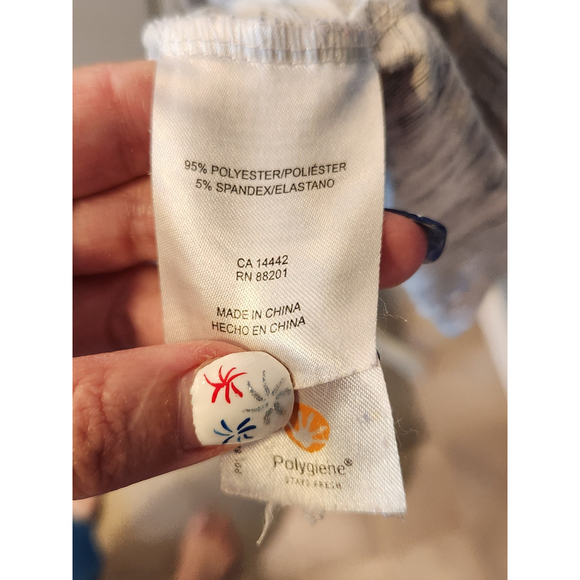 95% POLYESTER/POLIÉSTER
5% SPANDEX/ELASTANO
CA 14442
RN 88201
MADE IN CHINA
HECHO EN CHINA
Polygiene®
STAYS FRESH